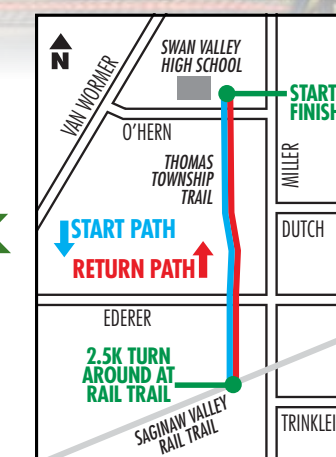 N
VAN WORMER
SWAN VALLEY
HIGH SCHOOL
START
FINISH
O'HERN
THOMAS
TOWNSHIP
TRAIL
MILLER
START PATH
DUTCH
RETURN PATH
EDERER
2.5K TURN
AROUND AT
RAIL TRAIL
SAGINAW VALLEY
RAIL TRAIL